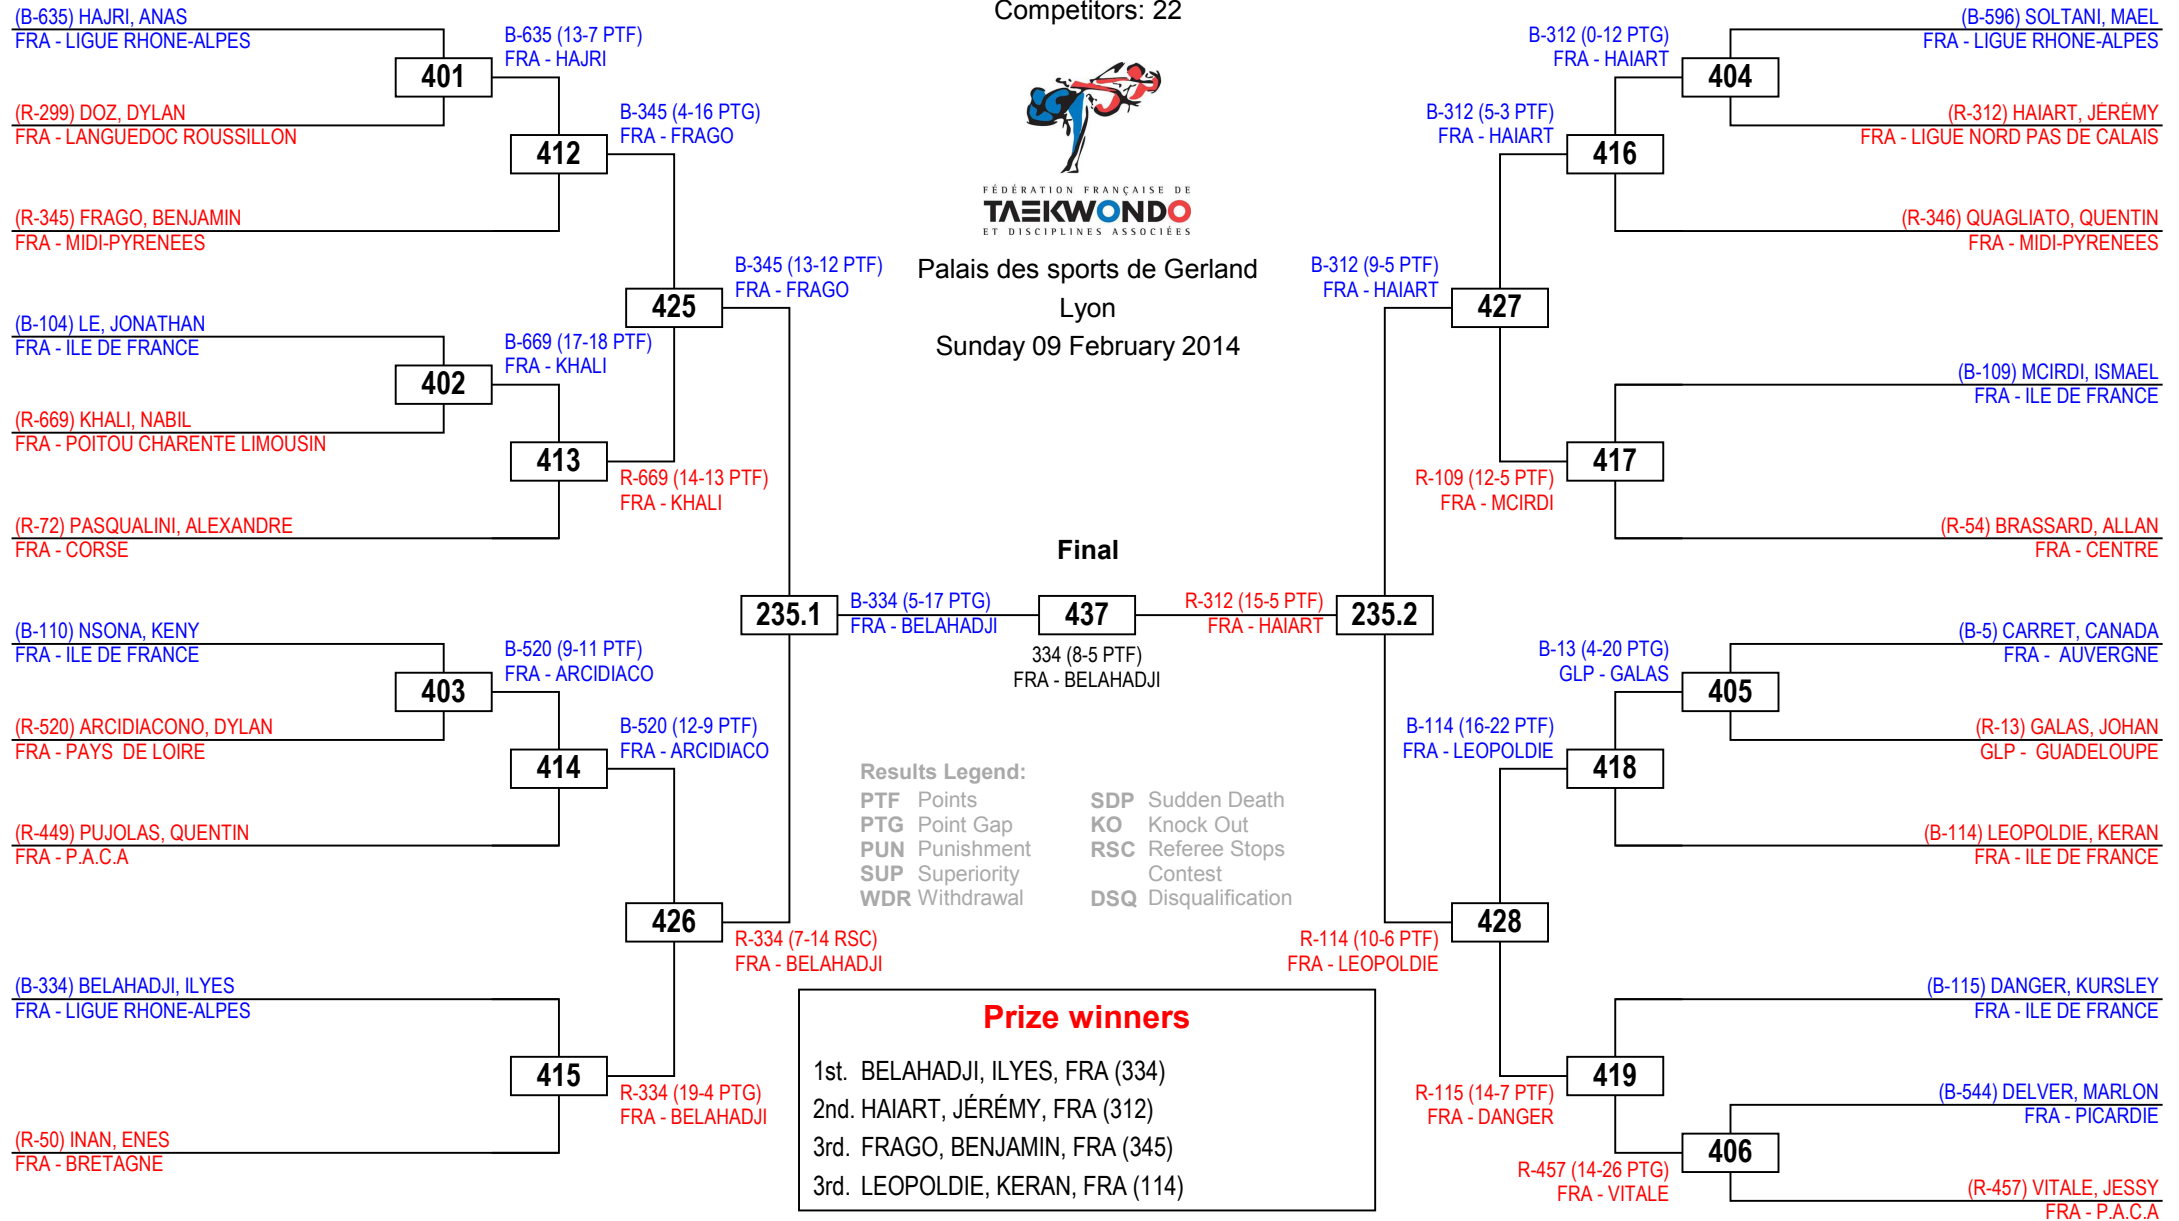 Competitors: 22
FÉDÉRATION FRANÇAISE DE
TAEKWONDO
ET DISCIPLINES ASSOCIÉES
Palais des sports de Gerland
Lyon
Sunday 09 February 2014
(B-635) HAJRI, ANAS
FRA - LIGUE RHONE-ALPES
401
(R-299) DOZ, DYLAN
FRA - LANGUEDOC ROUSSILLON
B-635 (13-7 PTF)
FRA - HAJRI
412
(R-345) FRAGO, BENJAMIN
FRA - MIDI-PYRENEES
B-345 (4-16 PTG)
FRA - FRAGO
425
B-345 (13-12 PTF)
FRA - FRAGO
(B-104) LE, JONATHAN
FRA - ILE DE FRANCE
402
(R-669) KHALI, NABIL
FRA - POITOU CHARENTE LIMOUSIN
B-669 (17-18 PTF)
FRA - KHALI
413
R-669 (14-13 PTF)
FRA - KHALI
(R-72) PASQUALINI, ALEXANDRE
FRA - CORSE
(B-110) NSONA, KENY
FRA - ILE DE FRANCE
403
(R-520) ARCIDIACONO, DYLAN
FRA - PAYS  DE LOIRE
B-520 (9-11 PTF)
FRA - ARCIDIACO
414
(R-449) PUJOLAS, QUENTIN
FRA - P.A.C.A
B-520 (12-9 PTF)
FRA - ARCIDIACO
426
R-334 (7-14 RSC)
FRA - BELAHADJI
(B-334) BELAHADJI, ILYES
FRA - LIGUE RHONE-ALPES
415
R-334 (19-4 PTG)
FRA - BELAHADJI
(R-50) INAN, ENES
FRA - BRETAGNE
Final
235.1
B-334 (5-17 PTG)
FRA - BELAHADJI
437
334 (8-5 PTF)
FRA - BELAHADJI
R-312 (15-5 PTF)
FRA - HAIART
235.2
(B-596) SOLTANI, MAEL
FRA - LIGUE RHONE-ALPES
404
(R-312) HAIART, JÉRÉMY
FRA - LIGUE NORD PAS DE CALAIS
B-312 (0-12 PTG)
FRA - HAIART
416
(R-346) QUAGLIATO, QUENTIN
FRA - MIDI-PYRENEES
B-312 (5-3 PTF)
FRA - HAIART
427
B-312 (9-5 PTF)
FRA - HAIART
(B-109) MCIRDI, ISMAEL
FRA - ILE DE FRANCE
417
R-109 (12-5 PTF)
FRA - MCIRDI
(R-54) BRASSARD, ALLAN
FRA - CENTRE
(B-5) CARRET, CANADA
FRA -  AUVERGNE
405
(R-13) GALAS, JOHAN
GLP -  GUADELOUPE
B-13 (4-20 PTG)
GLP - GALAS
418
(B-114) LEOPOLDIE, KERAN
FRA - ILE DE FRANCE
B-114 (16-22 PTF)
FRA - LEOPOLDIE
428
R-114 (10-6 PTF)
FRA - LEOPOLDIE
(B-115) DANGER, KURSLEY
FRA - ILE DE FRANCE
419
R-115 (14-7 PTF)
FRA - DANGER
(B-544) DELVER, MARLON
FRA - PICARDIE
406
R-457 (14-26 PTG)
FRA - VITALE
(R-457) VITALE, JESSY
FRA - P.A.C.A
Results Legend:
PTF Points SDP Sudden Death
PTG Point Gap KO Knock Out
PUN Punishment RSC Referee Stops
SUP Superiority Contest
WDR Withdrawal DSQ Disqualification
Prize winners
1st. BELAHADJI, ILYES, FRA (334)
2nd. HAIART, JÉRÉMY, FRA (312)
3rd. FRAGO, BENJAMIN, FRA (345)
3rd. LEOPOLDIE, KERAN, FRA (114)